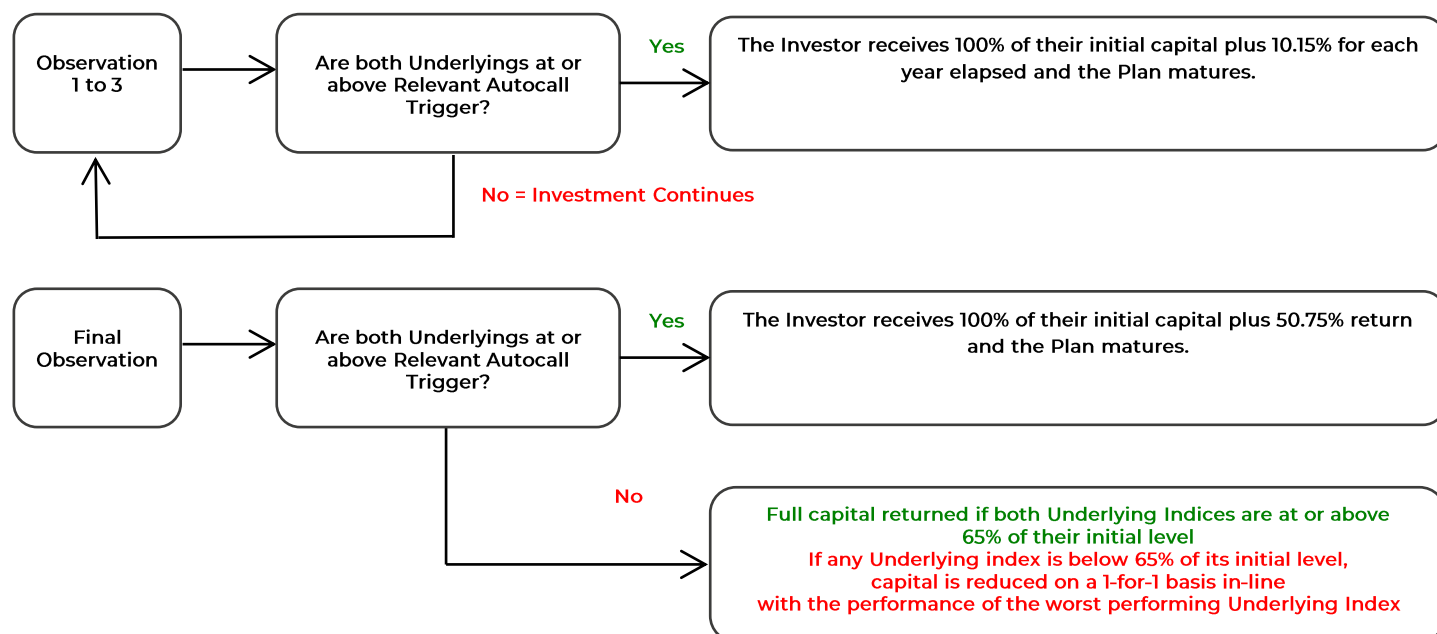 Observation
1 to 3
Are both Underlyings at or
above Relevant Autocall
Trigger?
Yes
The Investor receives 100% of their initial capital plus 10.15% for each
year elapsed and the Plan matures.
No = Investment Continues
Final
Observation
Are both Underlyings at or
above Relevant Autocall
Trigger?
Yes
The Investor receives 100% of their initial capital plus 50.75% return
and the Plan matures.
No
Full capital returned if both Underlying Indices are at or above
65% of their initial level
If any Underlying index is below 65% of its initial level,
capital is reduced on a 1-for-1 basis in-line
with the performance of the worst performing Underlying Index